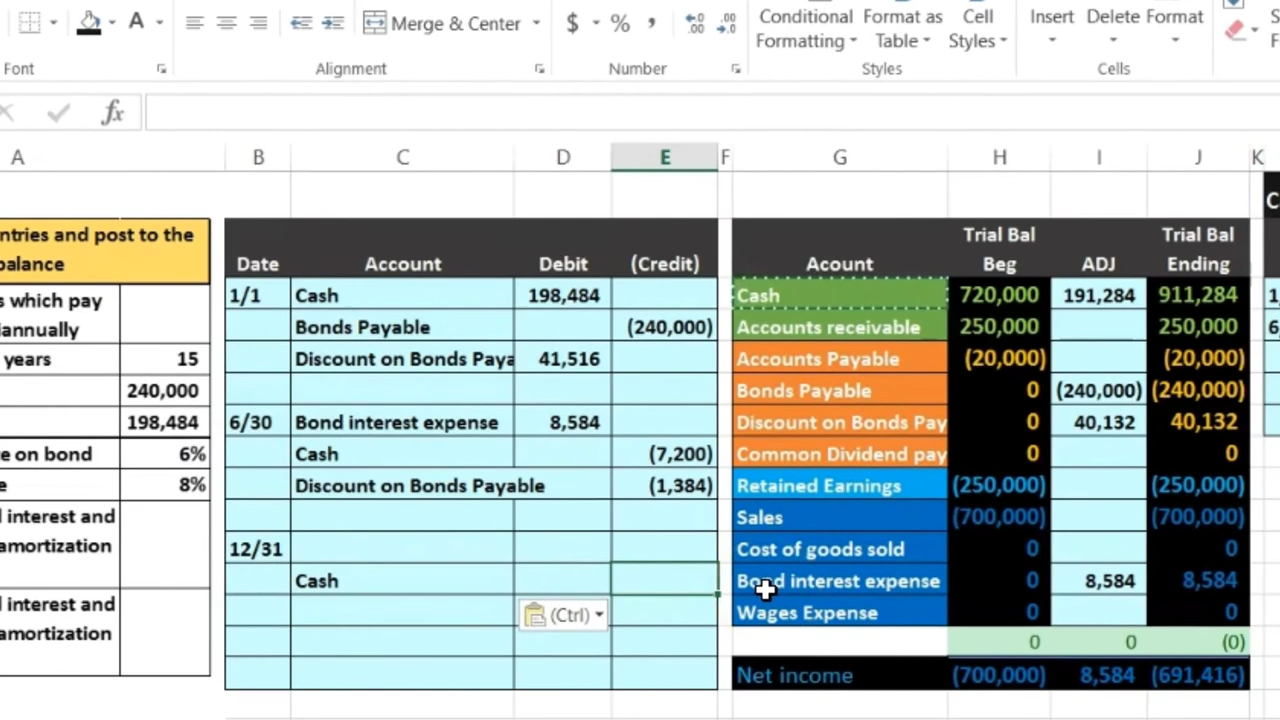 A
Merge & Center
$ % ,
Conditional Formatting
Format as Table
Cell Styles
Insert
Delete
Format
Font
Alignment
Number
Styles
Cells
fx
A B C D E F G H I J K
ntries and post to the
balance
s which pay
iannually
years 15
240,000
198,484
e on bond 6%
e 8%
l interest and
amortization
l interest and
amortization
Date Account Debit (Credit)
1/1 Cash 198,484
Bonds Payable (240,000)
Discount on Bonds Paya 41,516
6/30 Bond interest expense 8,584
Cash (7,200)
Discount on Bonds Payable (1,384)
12/31
Cash
(Ctrl)
Trial Bal Trial Bal
Acount Beg ADJ Ending
Cash 720,000 191,284 911,284
Accounts receivable 250,000 250,000
Accounts Payable (20,000) (20,000)
Bonds Payable 0 (240,000) (240,000)
Discount on Bonds Pay 0 40,132 40,132
Common Dividend pay 0 0
Retained Earnings (250,000) (250,000)
Sales (700,000) (700,000)
Cost of goods sold 0 0
Bond interest expense 0 8,584 8,584
Wages Expense 0 0
0 0 (0)
Net income (700,000) 8,584 (691,416)